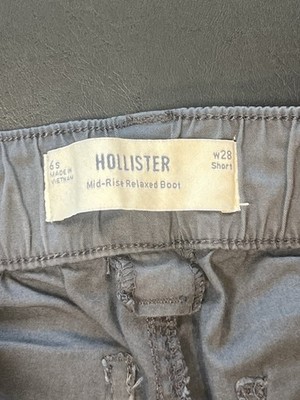 6S
MADE IN
VIETNAM
HOLLISTER
Mid-Rise Relaxed Boot
W28
Short